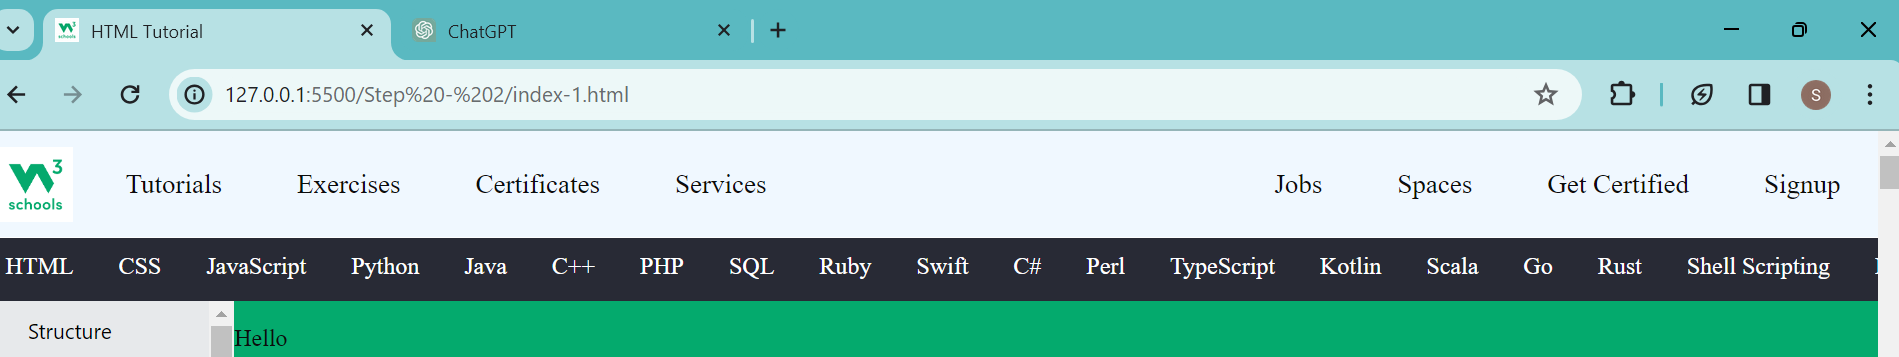 HTML Tutorial ChatGPT
127.0.0.1:5500/Step%20-%202/index-1.html S
W3 schools Tutorials Exercises Certificates Services Jobs Spaces Get Certified Signup
HTML CSS JavaScript Python Java C++ PHP SQL Ruby Swift C# Perl TypeScript Kotlin Scala Go Rust Shell Scripting
Structure
Hello